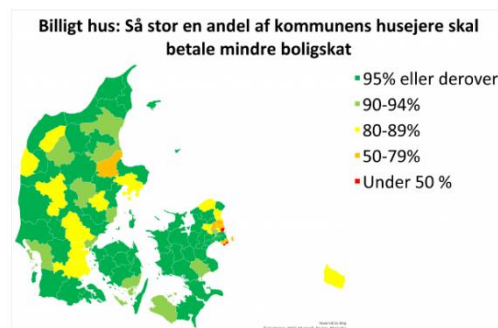 Billigt hus: Så stor en andel af kommunens husejere skal
betale mindre boligskat
95% eller derover
90-94%
80-89%
50-79%
Under 50 %